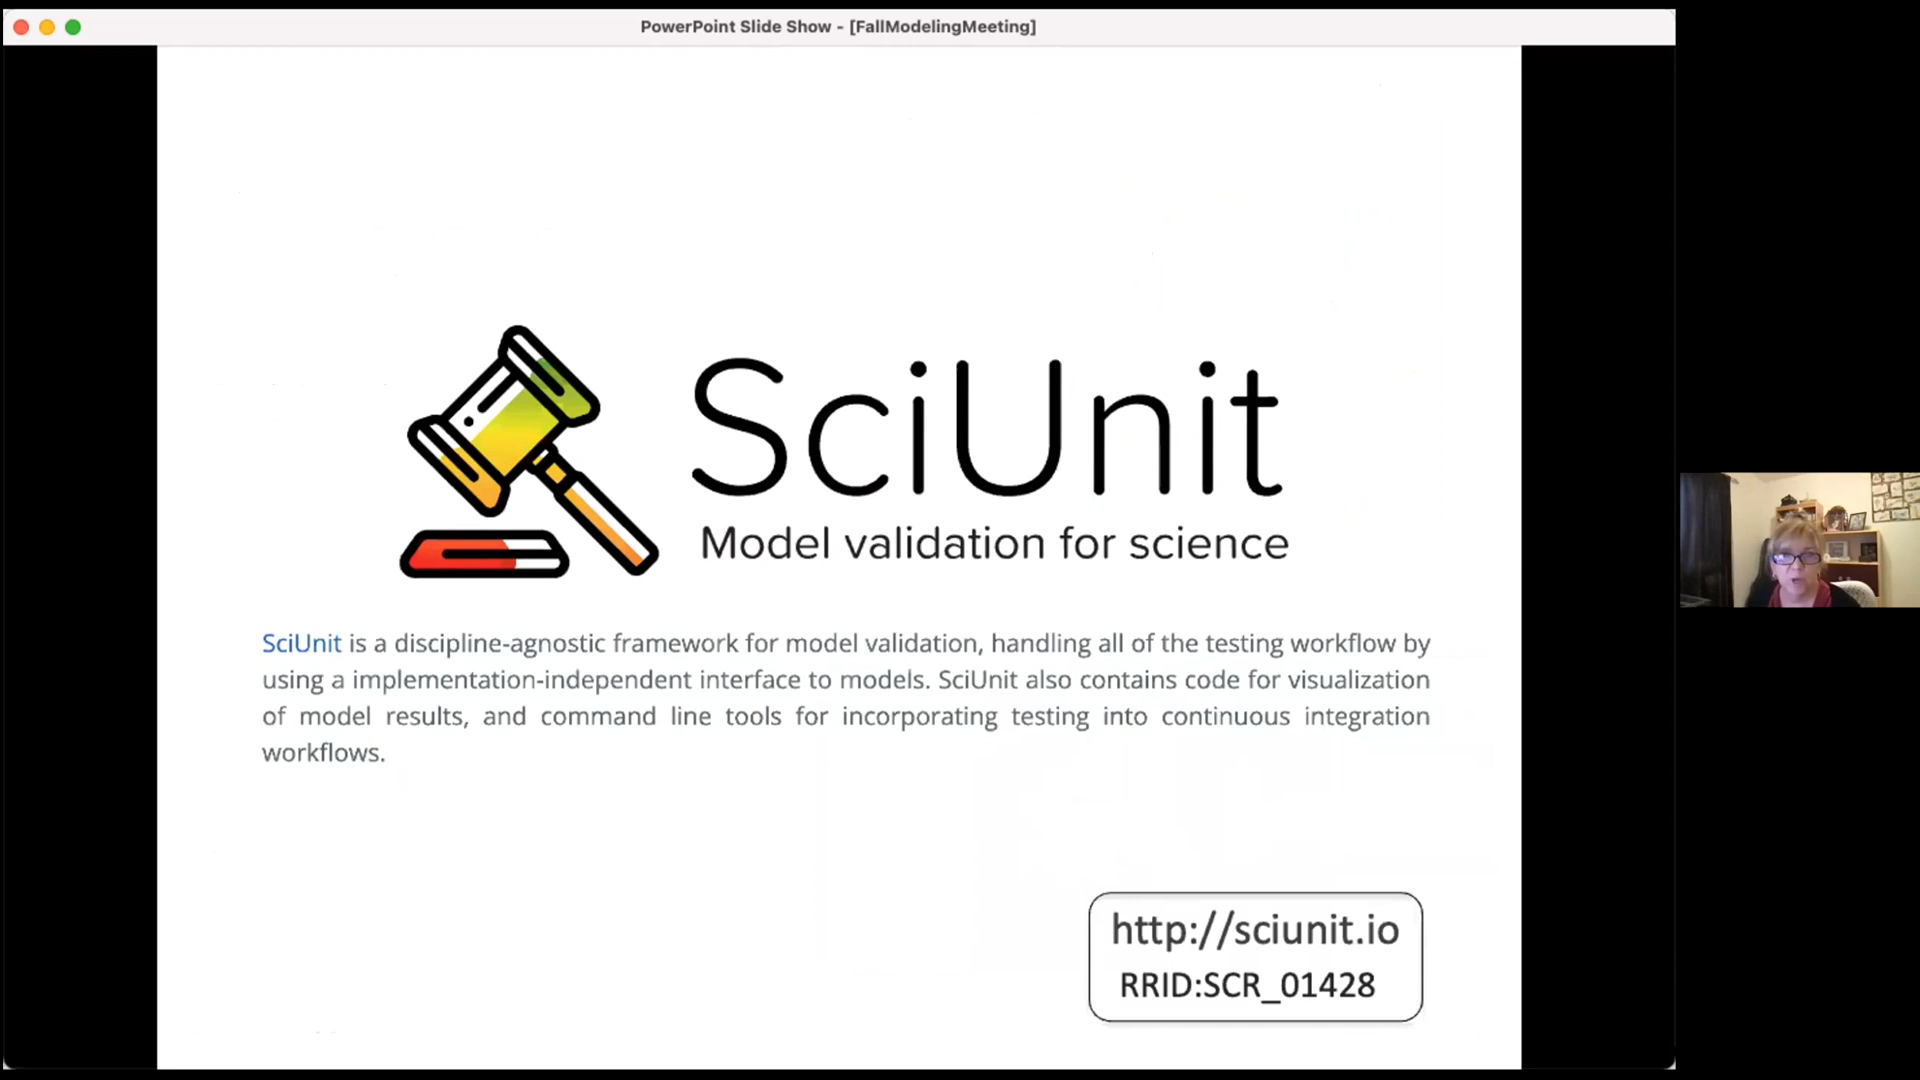 PowerPoint Slide Show - [FallModelingMeeting]
SciUnit
Model validation for science
SciUnit is a discipline-agnostic framework for model validation, handling all of the testing workflow by
using a implementation-independent interface to models. SciUnit also contains code for visualization
of model results, and command line tools for incorporating testing into continuous integration
workflows.
http://sciunit.io
RRID:SCR_01428